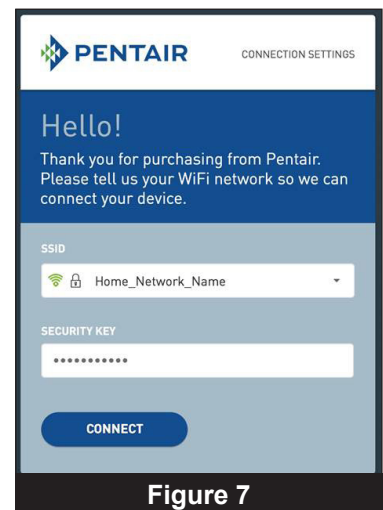 PENTAIR
CONNECTION SETTINGS
Hello!
Thank you for purchasing from Pentair.
Please tell us your WiFi network so we can
connect your device.
SSID
Home_Network_Name
SECURITY KEY
•••••••••••
CONNECT
Figure 7